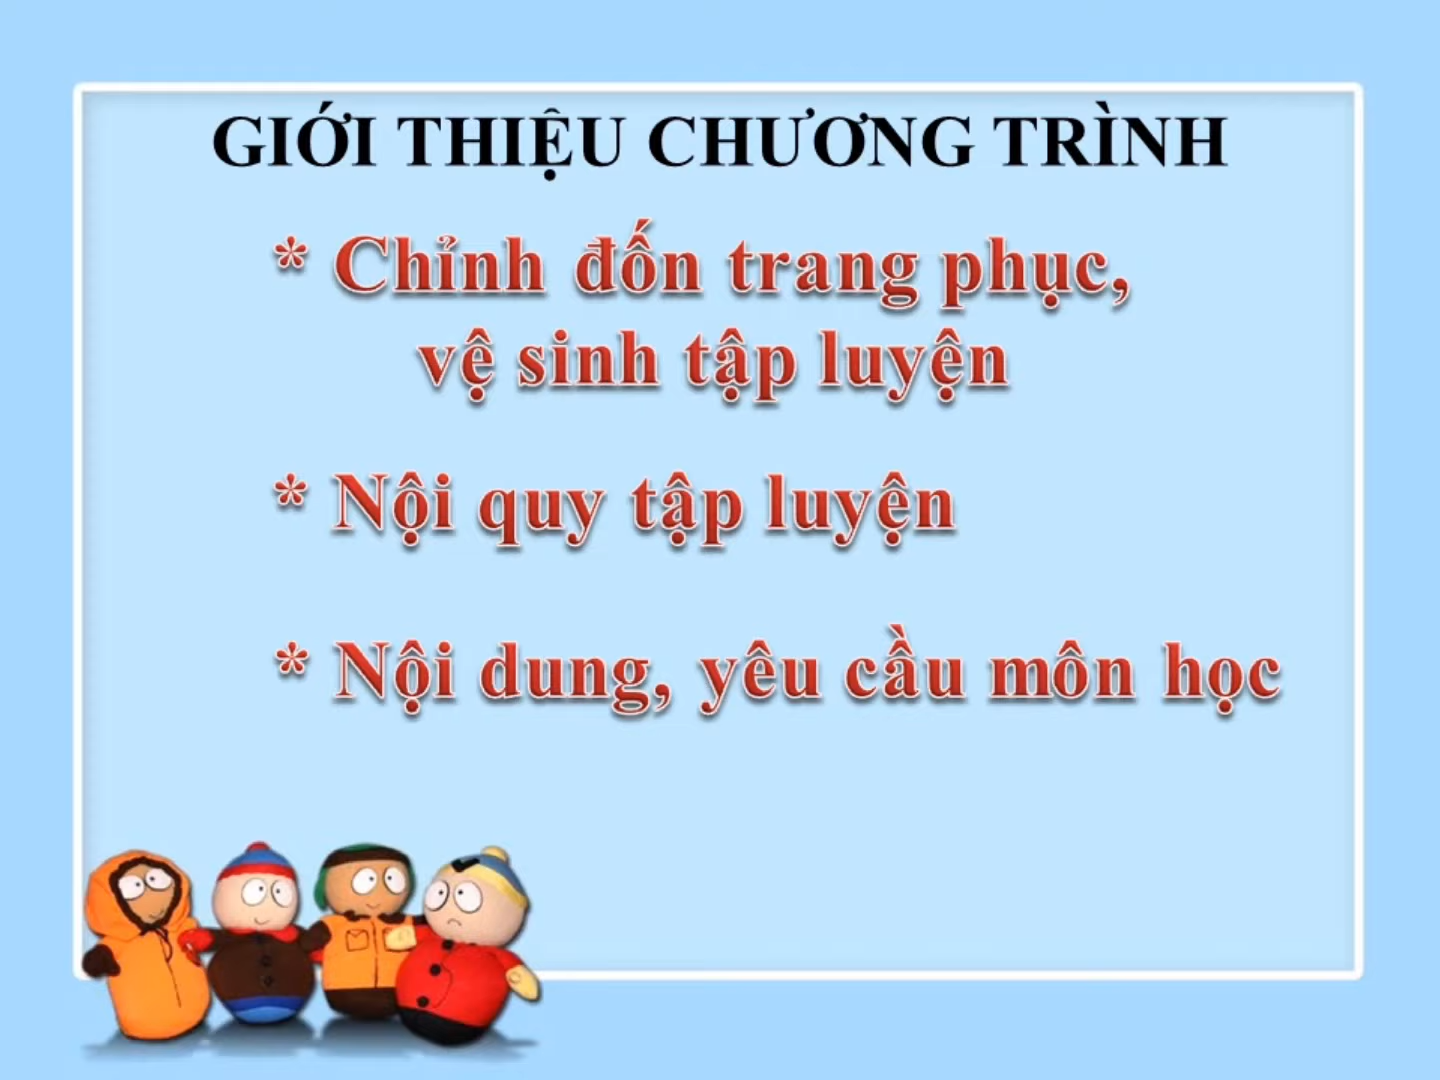 GIỚI THIỆU CHƯƠNG TRÌNH
* Chỉnh đốn trang phục,
vệ sinh tập luyện
* Nội quy tập luyện
* Nội dung, yêu cầu môn học